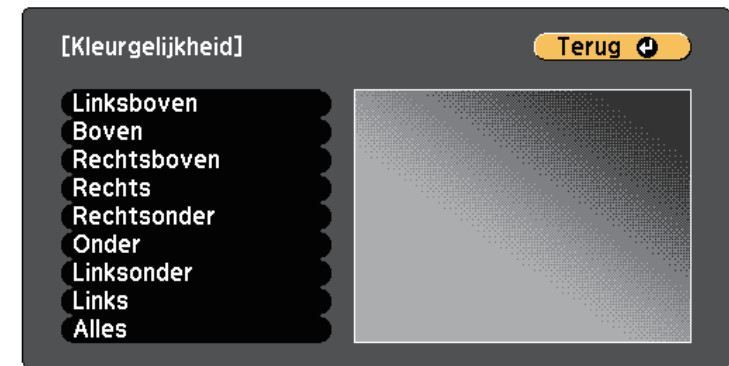 [Kleurgelijkheid]
Terug
Linksboven
Boven
Rechtsboven
Rechts
Rechtsonder
Onder
Linksonder
Links
Alles